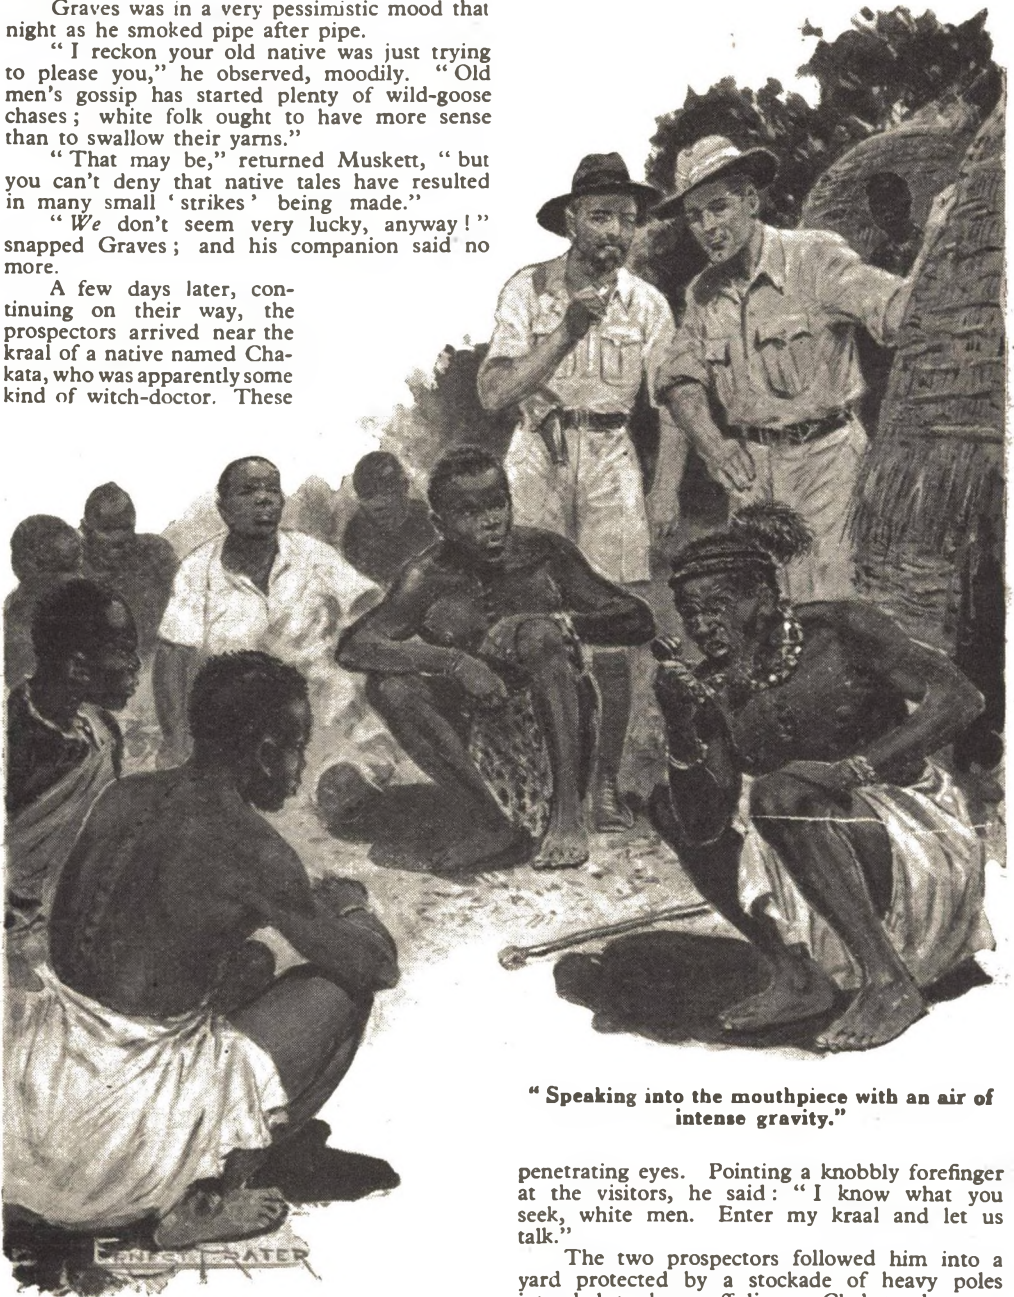 Graves was in a very pessimistic mood that
night as he smoked pipe after pipe.
“ I reckon your old native was just trying
to please you,” he observed, moodily. “ Old
men's gossip has started plenty of wild-goose
chases ; white folk ought to have more sense
than to swallow their yarns.”
“ That may be,” returned Muskett, “ but
you can't deny that native tales have resulted
in many small ‘ strikes ’ being made.”
“ We don't seem very lucky, anyway ! ”
snapped Graves ; and his companion said no
more.
A few days later, con-
tinuing on their way, the
prospectors arrived near the
kraal of a native named Cha-
kata, who was apparently some
kind of witch-doctor. These
“ Speaking into the mouthpiece with an air of
intense gravity.”
penetrating eyes. Pointing a knobbly forefinger
at the visitors, he said : “ I know what you
seek, white men. Enter my kraal and let us
talk.”
The two prospectors followed him into a
yard protected by a stockade of heavy poles
ERNEST PRATER